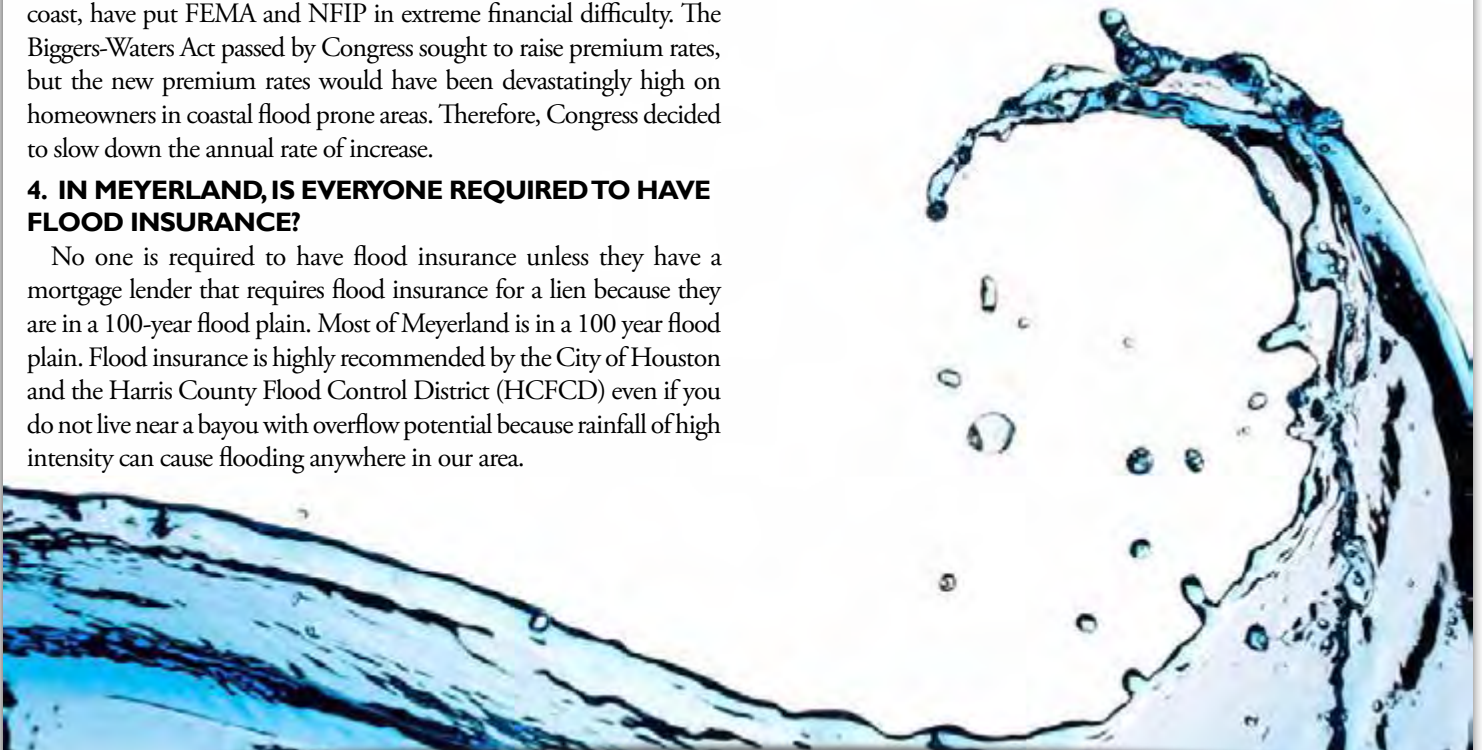 coast, have put FEMA and NFIP in extreme financial difficulty. The
Biggers-Waters Act passed by Congress sought to raise premium rates,
but the new premium rates would have been devastatingly high on
homeowners in coastal flood prone areas. Therefore, Congress decided
to slow down the annual rate of increase.
4. IN MEYERLAND, IS EVERYONE REQUIRED TO HAVE
FLOOD INSURANCE?
No one is required to have flood insurance unless they have a
mortgage lender that requires flood insurance for a lien because they
are in a 100-year flood plain. Most of Meyerland is in a 100 year flood
plain. Flood insurance is highly recommended by the City of Houston
and the Harris County Flood Control District (HCFCD) even if you
do not live near a bayou with overflow potential because rainfall of high
intensity can cause flooding anywhere in our area.